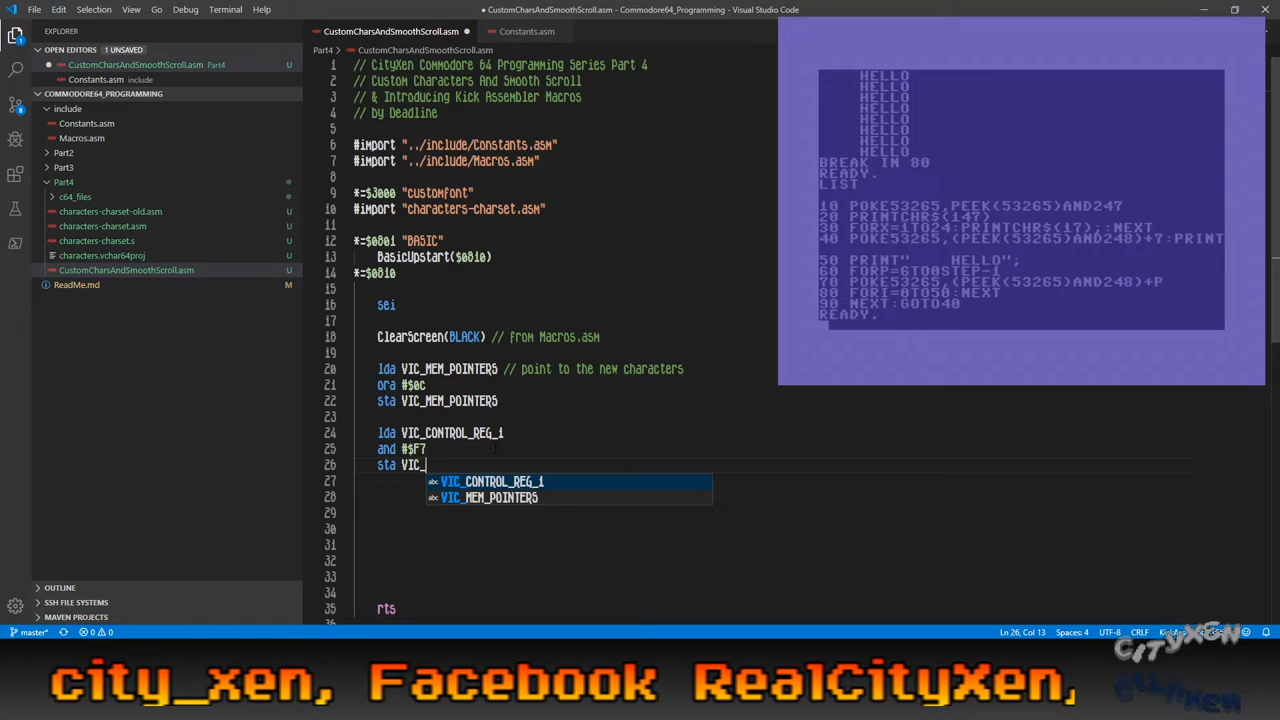 File Edit Selection View Go Debug Terminal Help
CustomCharsAndSmoothScroll.asm - Commodore64_Programming - Visual Studio Code
EXPLORER
OPEN EDITORS 1 UNSAVED
CustomCharsAndSmoothScroll.asm Part4 U
Constants.asm include
COMMODORE64_PROGRAMMING
include
Constants.asm
Macros.asm
Part2
Part3
Part4
c64_files
characters-charset-old.asm U
characters-charset.asm U
characters-charset.s U
characters.vchar64proj U
CustomCharsAndSmoothScroll.asm U
ReadMe.md M
OUTLINE
SSH FILE SYSTEMS
MAVEN PROJECTS
CustomCharsAndSmoothScroll.asm Constants.asm
Part4 > CustomCharsAndSmoothScroll.asm
1 // CityXen Commodore 64 Programming Series Part 4
2 // Custom Characters And Smooth Scroll
3 // & Introducing Kick Assembler Macros
4 // by Deadline
5
6 #import "../include/Constants.asm"
7 #import "../include/Macros.asm"
8
9 *=$3000 "customfont"
10 #import "characters-charset.asm"
11
12 *=$0801 "BASIC"
13 BasicUpstart($0810)
14 *=$0810
15
16 sei
17
18 ClearScreen(BLACK) // from Macros.asm
19
20 lda VIC_MEM_POINTERS // point to the new characters
21 ora #$0c
22 sta VIC_MEM_POINTERS
23
24 lda VIC_CONTROL_REG_1
25 and #$F7
26 sta VIC_
27 VIC_CONTROL_REG_1
28 VIC_MEM_POINTERS
29
30
31
32
33
34
35 rts
36
HELLO
HELLO
HELLO
HELLO
HELLO
HELLO
HELLO
HELLO
BREAK IN 80
READY.
LIST
10 POKE53265,PEEK(53265)AND247
20 PRINTCHR$(147)
30 FORX=1TO24:PRINTCHR$(17);:NEXT
40 POKE53265,(PEEK(53265)AND248)+7:PRINT
50 PRINT" HELLO";
60 FORP=6TO0STEP-1
70 POKE53265,(PEEK(53265)AND248)+P
80 FORI=0TO50:NEXT
90 NEXT:GOTO40
READY.
master* 0 0 Ln 26, Col 13 Spaces: 4 UTF-8 CRLF
city_xen, Facebook RealCityXen,
CITYXEN